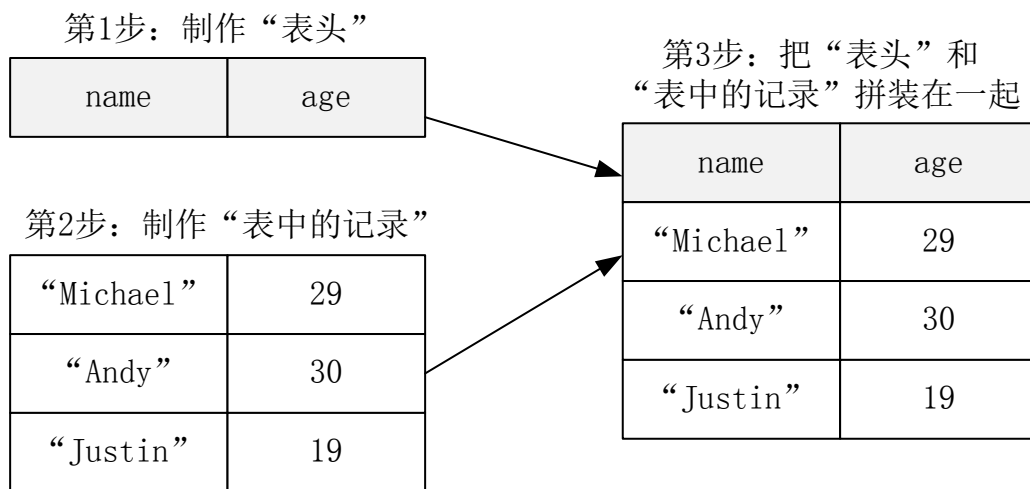 第1步：制作“表头”
name age
第2步：制作“表中的记录”
“Michael” 29
“Andy” 30
“Justin” 19
第3步：把“表头”和
“表中的记录”拼装在一起
name age
“Michael” 29
“Andy” 30
“Justin” 19